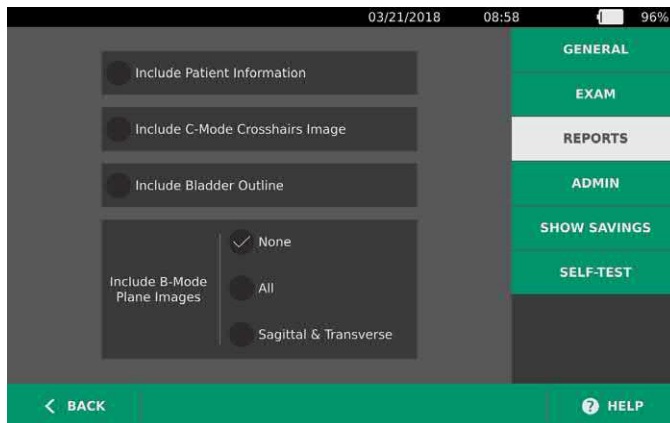 03/21/2018 08:58 96%
Include Patient Information
Include C-Mode Crosshairs Image
Include Bladder Outline
Include B-Mode
Plane Images
None
All
Sagittal & Transverse
GENERAL
EXAM
REPORTS
ADMIN
SHOW SAVINGS
SELF-TEST
BACK
? HELP